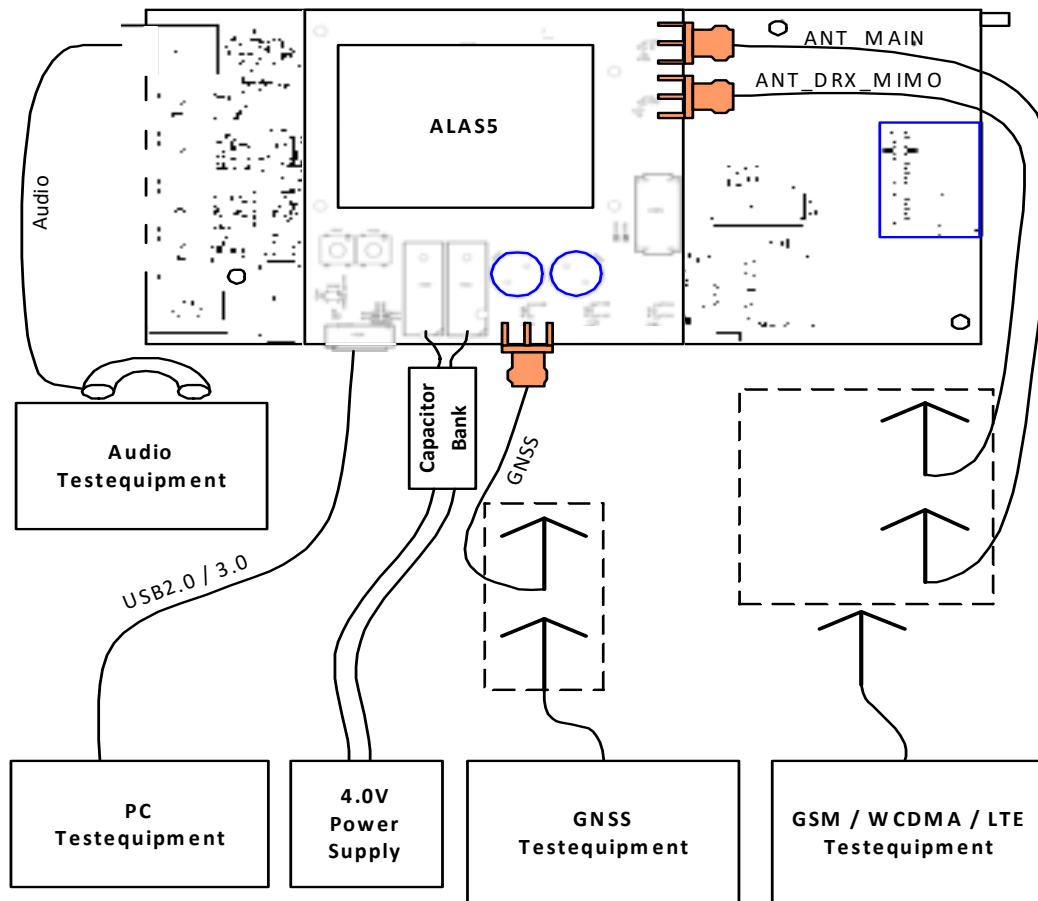 ANT_MAIN
ANT_DRX_MIMO
ALAS5
Audio
Capacitor
Bank
GNSS
Audio
Testequipment
USB2.0 / 3.0
PC
Testequipment
4.0V
Power
Supply
GNSS
Testequipment
GSM / WCDMA / LTE
Testequipment